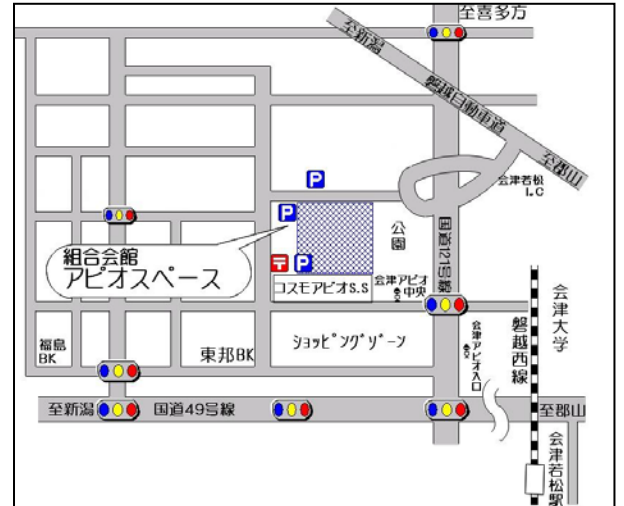 至喜多方
至新潟
磐越自動車道
至郡山
会津若松
I.C
P
P
公園
国道121号線
組合会館
アピオスペース
〒
P
コスモアピオS.S
会津アピオ
中央
会津大学
磐越西線
会津アピオ入口
福島
BK
東邦BK
ショッピングゾーン
至新潟
国道49号線
至郡山
会津若松駅